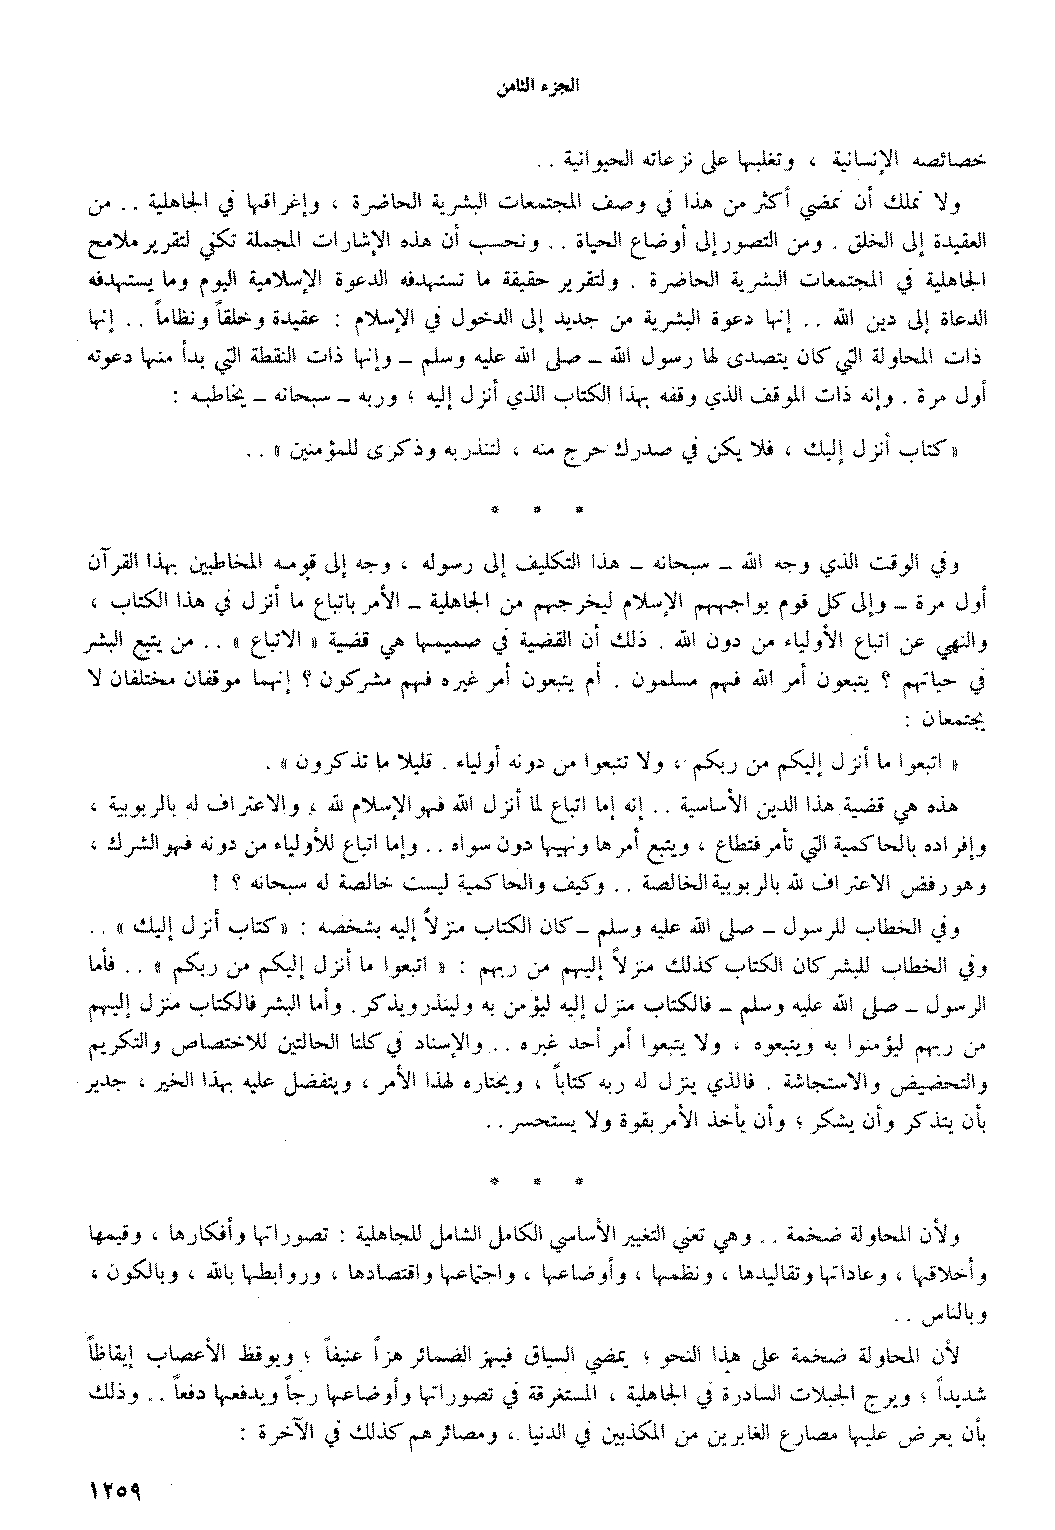 الجزء الثامن
خصائصه الإنسانية ، وتغليبها على نزعاته الحيوانية . .
ولا نملك أن نمضي أكثر من هذا في وصف المجتمعات البشرية الحاضرة ، وإغراقها في الجاهلية . . من
العقيدة إلى الخلق . ومن التصور إلى أوضاع الحياة . . ونحسب أن هذه الإشارات المجملة تكفي لتقرير ملامح
الجاهلية في المجتمعات البشرية الحاضرة . ولتقرير حقيقة ما تستهدفه الدعوة الإسلامية اليوم وما يستهدفه
الدعاة إلى دين الله . . إنها دعوة البشرية من جديد إلى الدخول في الإسلام : عقيدة وخلقاً ونظاماً . . إنها
ذات المحاولة التي كان يتصدى لها رسول الله ــ صلى الله عليه وسلم ــ وإنها ذات النقطة التي بدأ منها دعوته
أول مرة . وإنه ذات الموقف الذي وقفه بهذا الكتاب الذي أنزل إليه ؛ وربه ــ سبحانه ــ يخاطبه :
« كتاب أنزل إليك ، فلا يكن في صدرك حرج منه ، لتنذر به وذكرى للمؤمنين » . .
* * *
وفي الوقت الذي وجه الله ــ سبحانه ــ هذا التكليف إلى رسوله ، وجه إلى قومه المخاطبين بهذا القرآن
أول مرة ــ وإلى كل قوم يواجههم الإسلام ليخرجهم من الجاهلية ــ الأمر باتباع ما أنزل في هذا الكتاب ،
والنهي عن اتباع الأولياء من دون الله . ذلك أن القضية في صميمها هي قضية « الاتباع » . . من يتبع البشر
في حياتهم ؟ يتبعون أمر الله فهم مسلمون . أم يتبعون أمر غيره فهم مشركون ؟ إنهما موقفان مختلفان لا
يجتمعان :
« اتبعوا ما أنزل إليكم من ربكم ، ولا تتبعوا من دونه أولياء . قليلا ما تذكرون » .
هذه هي قضية هذا الدين الأساسية . . إنه إما اتباع لما أنزل الله فهو الإسلام لله ، والاعتراف له بالربوبية ،
وإفراده بالحاكمية التي تأمر فتطاع ، ويتبع أمرها ونهيها دون سواه . . وإما اتباع للأولياء من دونه فهو الشرك ،
وهو رفض الاعتراف لله بالربوبية الخالصة . . وكيف والحاكمية ليست خالصة له سبحانه ؟ !
وفي الخطاب للرسول ــ صلى الله عليه وسلم ــ كان الكتاب منزلاً إليه بشخصه : « كتاب أنزل إليك » . .
وفي الخطاب للبشر كان الكتاب كذلك منزلاً إليهم من ربهم : « اتبعوا ما أنزل إليكم من ربكم » . . فأما
الرسول ــ صلى الله عليه وسلم ــ فالكتاب منزل إليه ليؤمن به ولينذر ويذكر . وأما البشر فالكتاب منزل إليهم
من ربهم ليؤمنوا به ويتبعوه ، ولا يتبعوا أمر أحد غيره . . والإسناد في كلتا الحالتين للاختصاص والتكريم
والتحضيض والاستجاشة . فالذي ينزل له ربه كتاباً ، ويختاره لهذا الأمر ، ويتفضل عليه بهذا الخير ، جدير
بأن يتذكر وأن يشكر ؛ وأن يأخذ الأمر بقوة ولا يستحسر . .
* * *
ولأن المحاولة ضخمة . . وهي تعني التغيير الأساسي الكامل الشامل للجاهلية : تصوراتها وأفكارها ، وقيمها
وأخلاقها ، وعاداتها وتقاليدها ، ونظمها ، وأوضاعها ، واجتماعها واقتصادها ، وروابطها بالله ، وبالكون ،
وبالناس . .
لأن المحاولة ضخمة على هذا النحو ؛ يمضي السياق فيهز الضمائر هزاً عنيفاً ؛ ويوقظ الأعصاب إيقاظاً
شديداً ؛ ويرج الجبلات السادرة في الجاهلية ، المستغرقة في تصوراتها وأوضاعها رجاً ويدفعها دفعاً . . وذلك
بأن يعرض عليها مصارع الغابرين من المكذبين في الدنيا ، ومصائرهم كذلك في الآخرة :
١٢٥٩